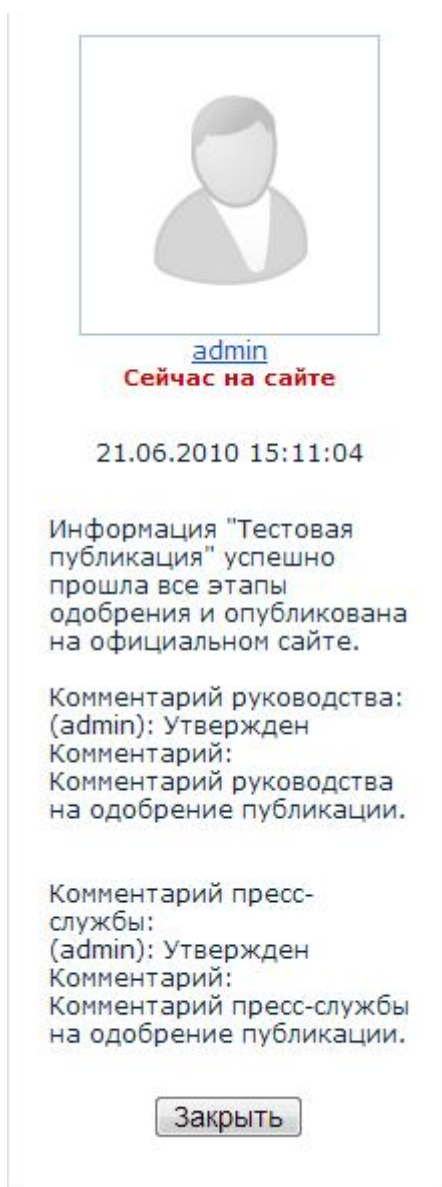 admin
Сейчас на сайте
21.06.2010 15:11:04
Информация "Тестовая
публикация" успешно
прошла все этапы
одобрения и опубликована
на официальном сайте.
Комментарий руководства:
(admin): Утвержден
Комментарий:
Комментарий руководства
на одобрение публикации.
Комментарий пресс-
службы:
(admin): Утвержден
Комментарий:
Комментарий пресс-службы
на одобрение публикации.
Закрыть